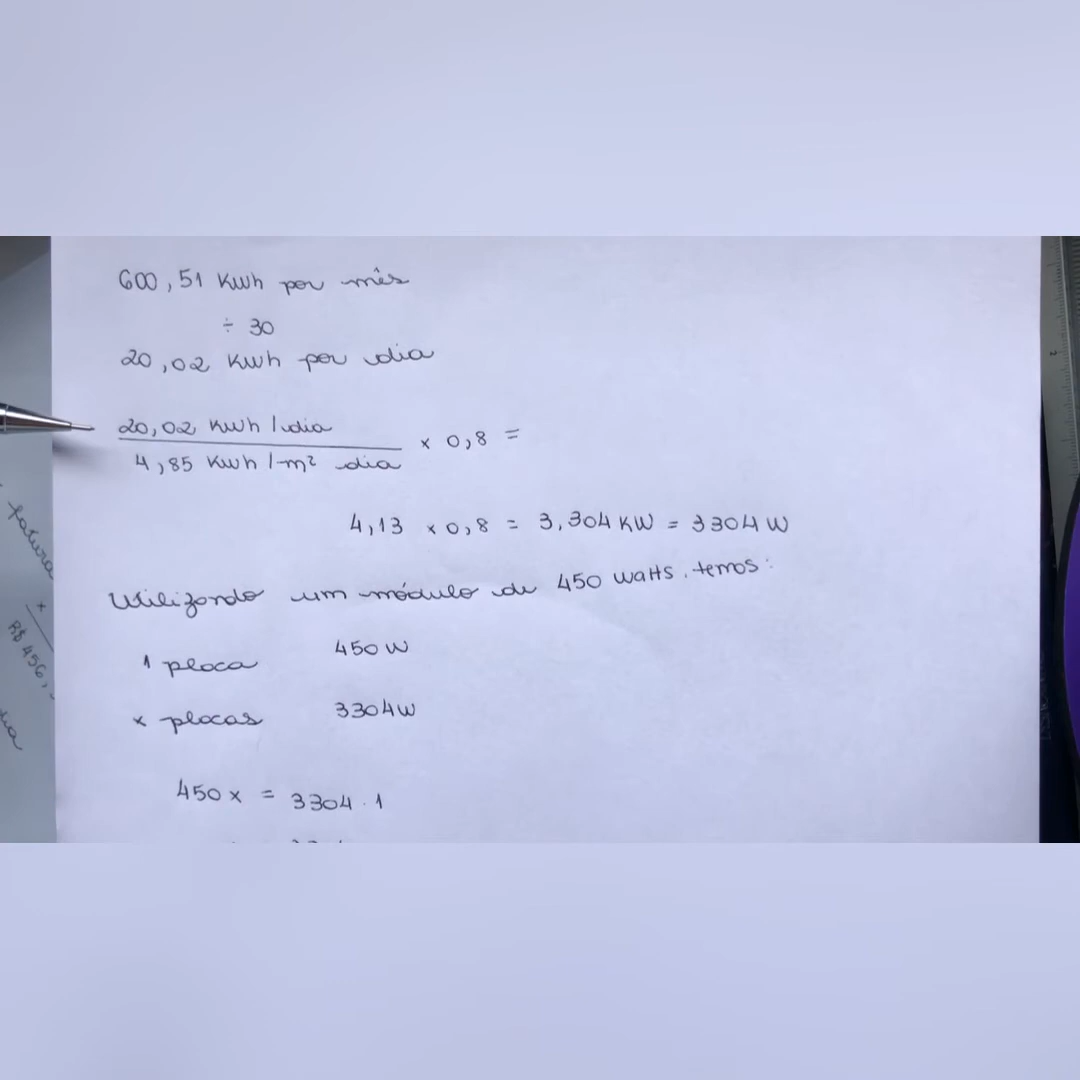 600,51 Kwh por mês
÷ 30
20,02 Kwh por dia
20,02 Kwh / dia
4,85 Kwh / m² dia
x 0,8 =
4,13 x 0,8 = 3,304 KW = 3304 W
Utilizando um módulo de 450 watts, temos:
1 placa 450 W
x placas 3304 W
450 x = 3304 . 1
fatura
x
R$ 456,